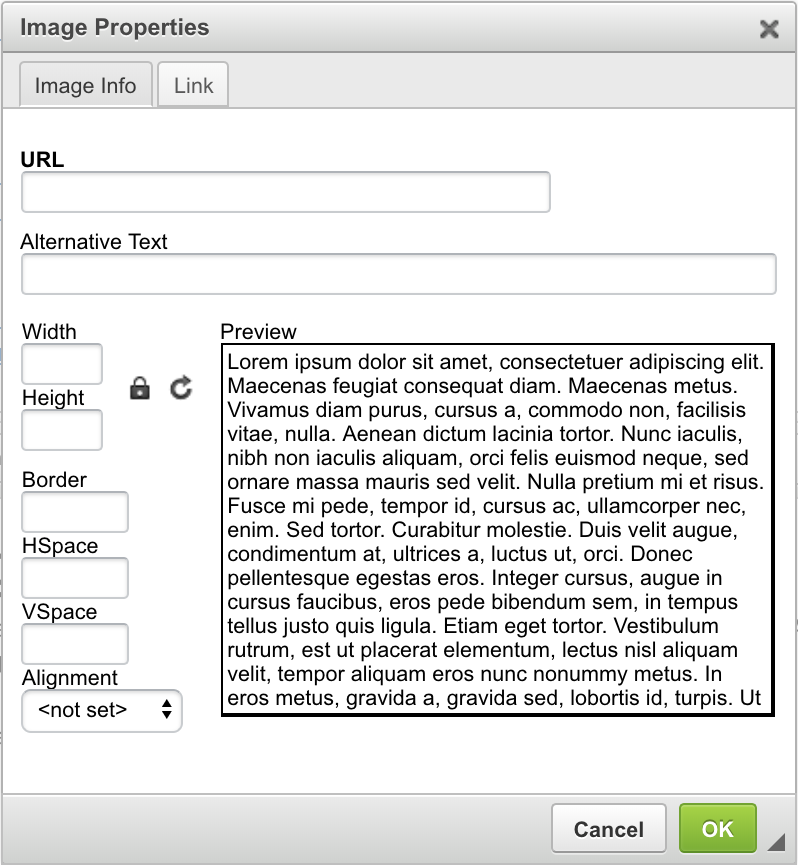 Image Properties
Image Info
Link
URL
Alternative Text
Width
Height
Border
HSpace
VSpace
Alignment
<not set>
Preview
Lorem ipsum dolor sit amet, consectetuer adipiscing elit.
Maecenas feugiat consequat diam. Maecenas metus.
Vivamus diam purus, cursus a, commodo non, facilisis
vitae, nulla. Aenean dictum lacinia tortor. Nunc iaculis,
nibh non iaculis aliquam, orci felis euismod neque, sed
ornare massa mauris sed velit. Nulla pretium mi et risus.
Fusce mi pede, tempor id, cursus ac, ullamcorper nec,
enim. Sed tortor. Curabitur molestie. Duis velit augue,
condimentum at, ultrices a, luctus ut, orci. Donec
pellentesque egestas eros. Integer cursus, augue in
cursus faucibus, eros pede bibendum sem, in tempus
tellus justo quis ligula. Etiam eget tortor. Vestibulum
rutrum, est ut placerat elementum, lectus nisl aliquam
velit, tempor aliquam eros nunc nonummy metus. In
eros metus, gravida a, gravida sed, lobortis id, turpis. Ut
Cancel
OK